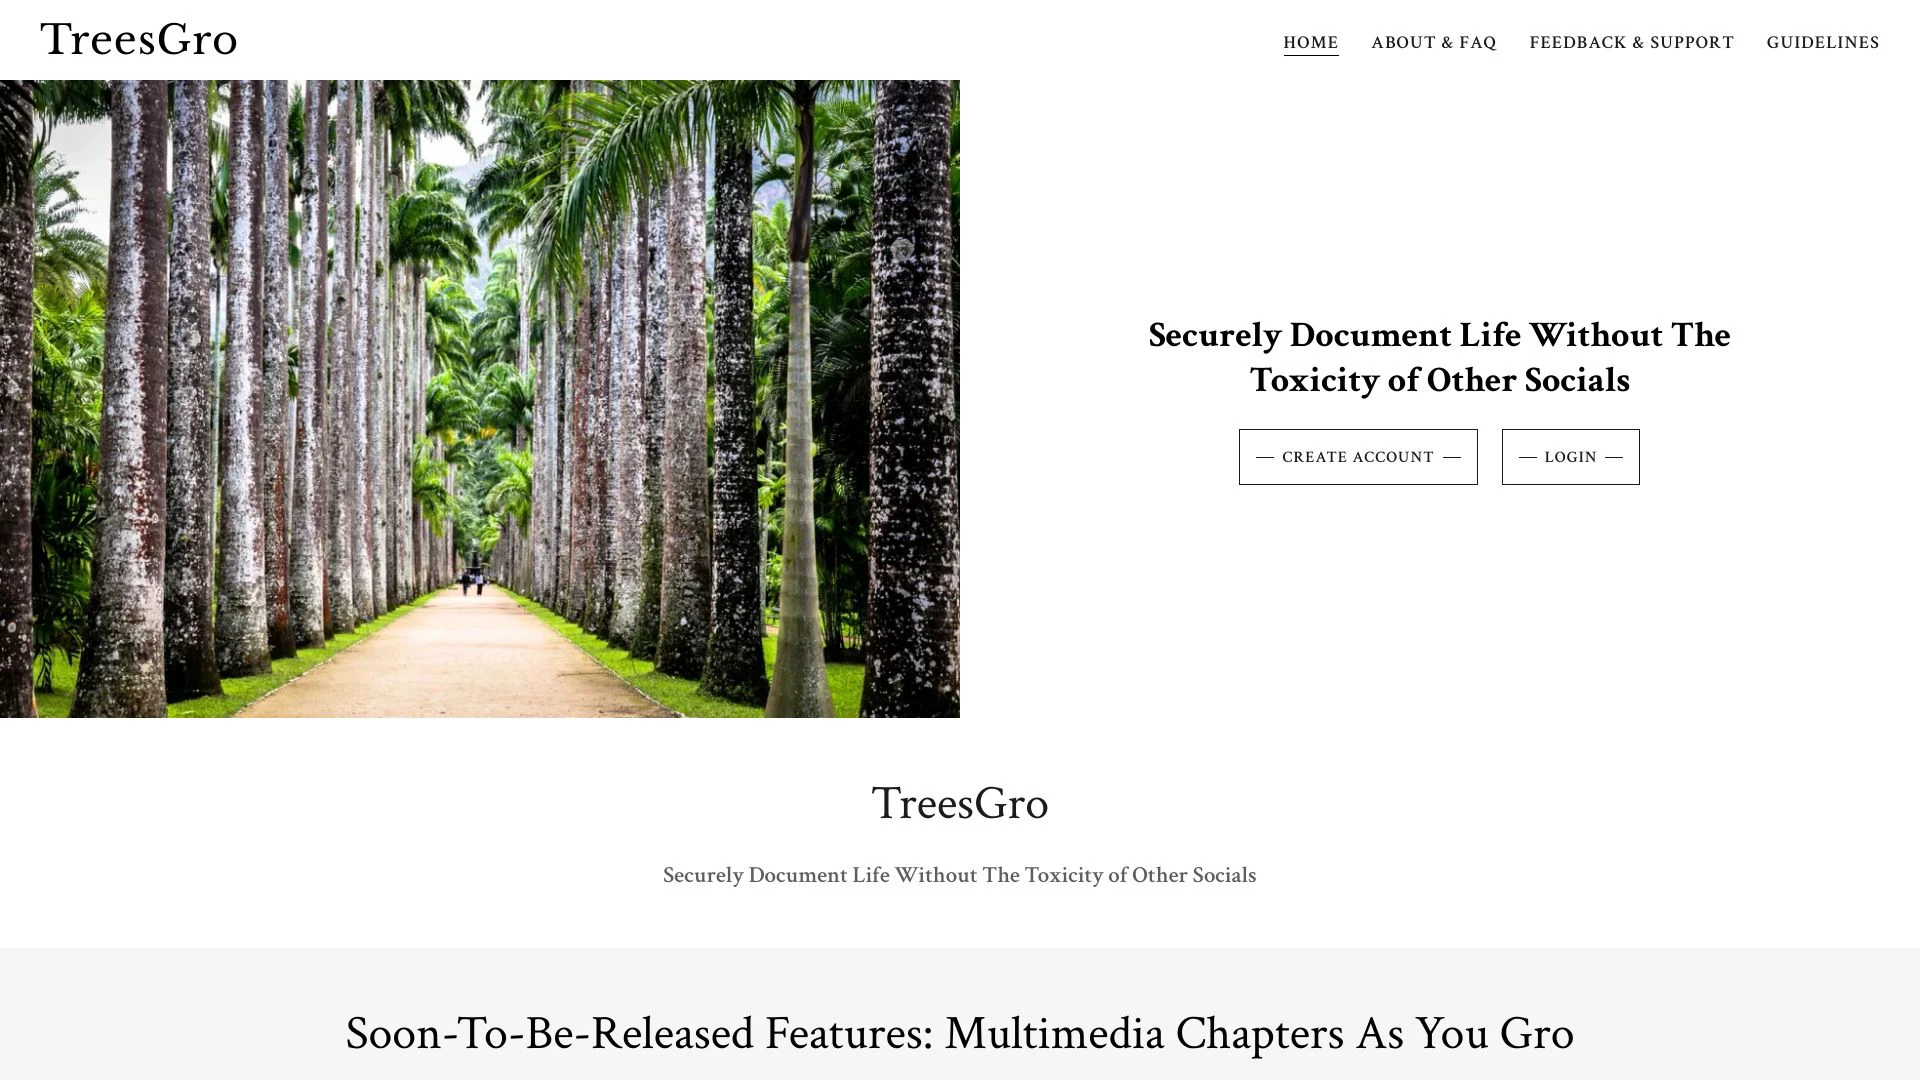 TreesGro
HOME
ABOUT & FAQ
FEEDBACK & SUPPORT
GUIDELINES
Securely Document Life Without The
Toxicity of Other Socials
CREATE ACCOUNT
LOGIN
TreesGro
Securely Document Life Without The Toxicity of Other Socials
Soon-To-Be-Released Features: Multimedia Chapters As You Gro